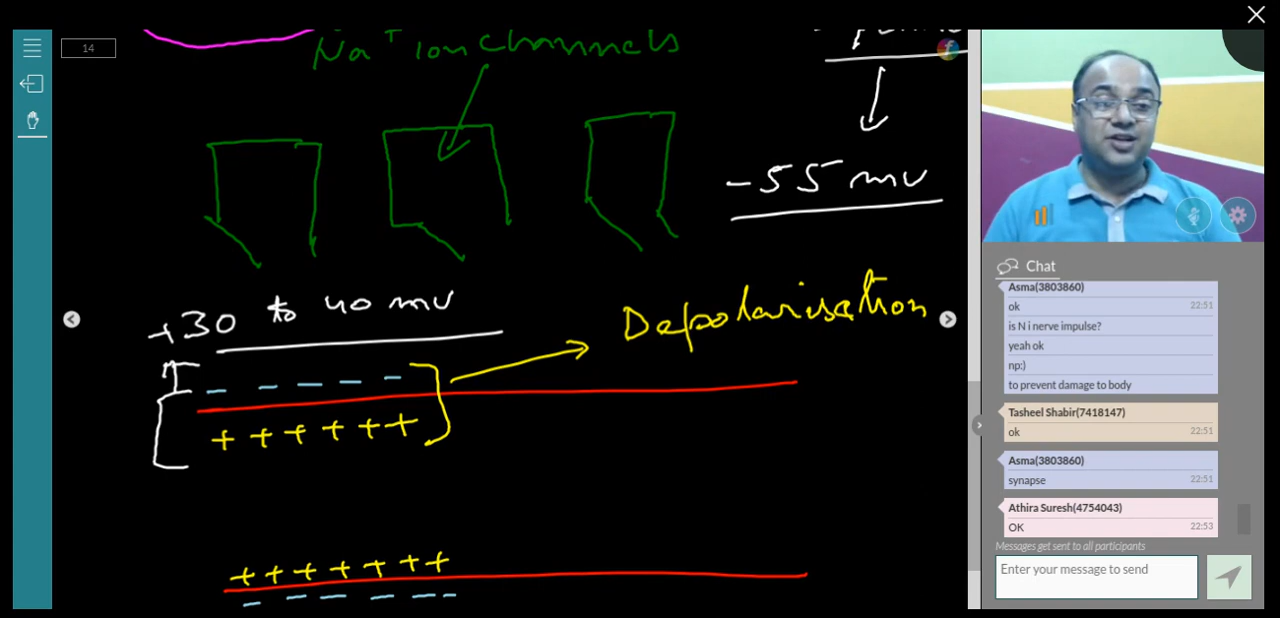 14
Na+ ion channels
-55 mv
+30 to 40 mv
Depolarisation
- - - - -
+ + + + + +
+ + + + + + +
- - - - - -
Chat
Asma(3803860)
ok 22:51
is N i nerve impulse?
yeah ok
np:)
to prevent damage to body
Tasheel Shabir(7418147)
ok 22:51
Asma(3803860)
synapse 22:51
Athira Suresh(4754043)
OK 22:53
Messages get sent to all participants
Enter your message to send